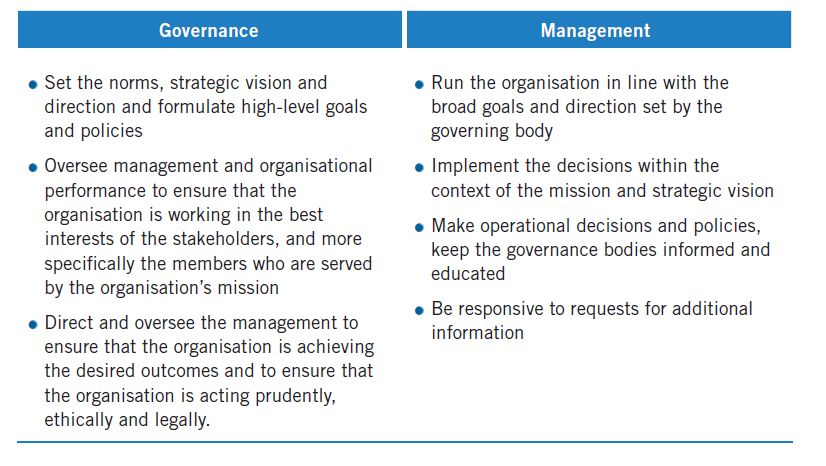 Governance
Management
• Set the norms, strategic vision and
direction and formulate high-level goals
and policies
• Oversee management and organisational
performance to ensure that the
organisation is working in the best
interests of the stakeholders, and more
specifically the members who are served
by the organisation's mission
• Direct and oversee the management to
ensure that the organisation is achieving
the desired outcomes and to ensure that
the organisation is acting prudently,
ethically and legally.
• Run the organisation in line with the
broad goals and direction set by the
governing body
• Implement the decisions within the
context of the mission and strategic vision
• Make operational decisions and policies,
keep the governance bodies informed and
educated
• Be responsive to requests for additional
information